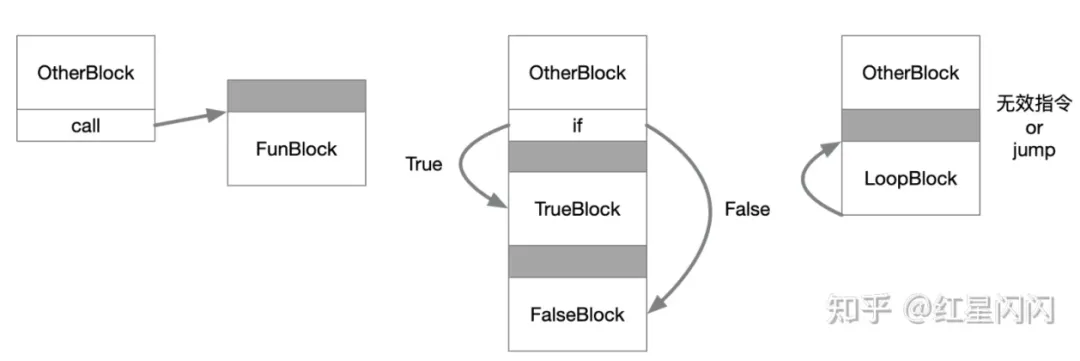 OtherBlock
call
FunBlock
OtherBlock
if
True
TrueBlock
False
FalseBlock
OtherBlock
无效指令
or
jump
LoopBlock
知乎 @红星闪闪